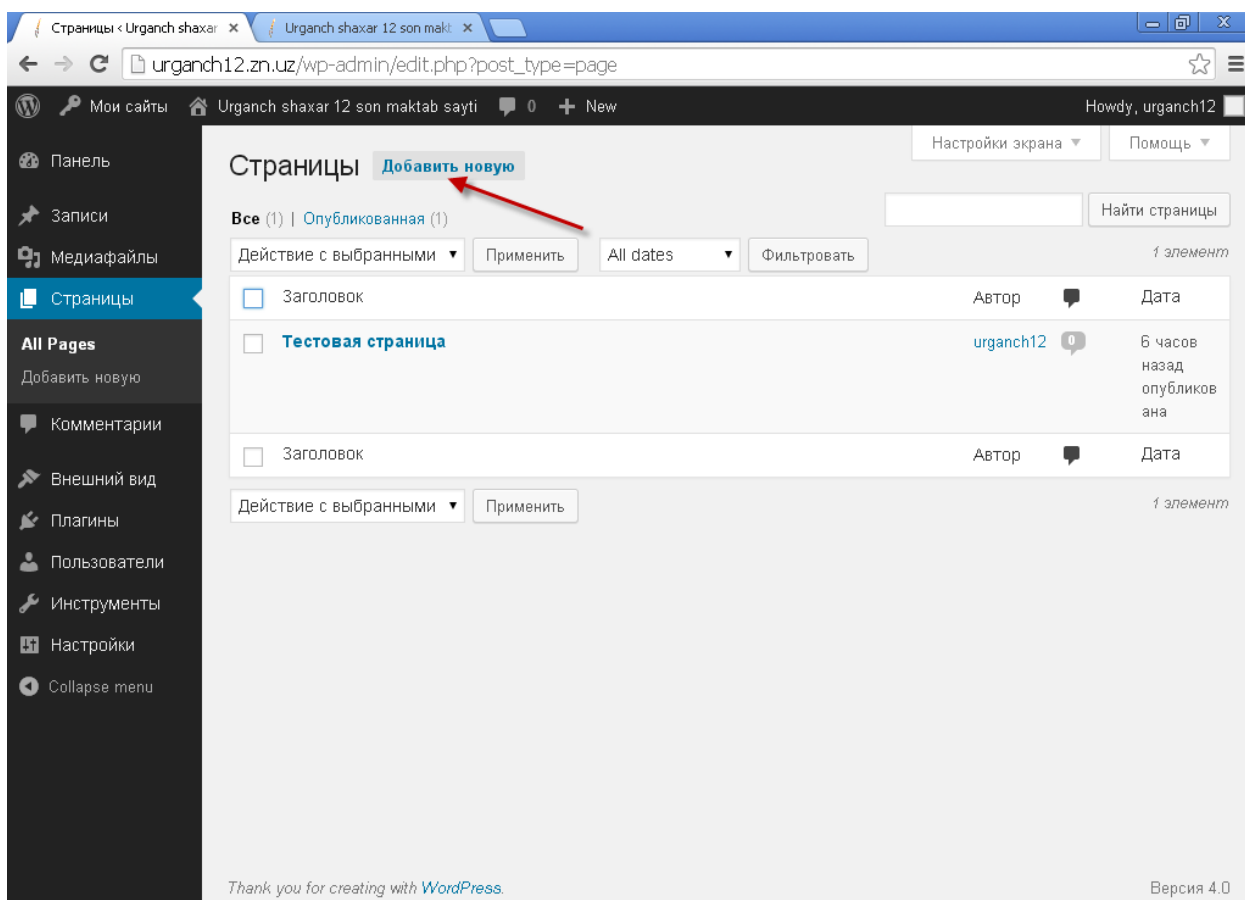 Страницы ‹ Urganch shaxar
Urganch shaxar 12 son makt
urganch12.zn.uz/wp-admin/edit.php?post_type=page
Мои сайты Urganch shaxar 12 son maktab sayti 0 New Howdy, urganch12
Настройки экрана Помощь
Панель
Записи
Медиафайлы
Страницы
All Pages
Добавить новую
Комментарии
Внешний вид
Плагины
Пользователи
Инструменты
Настройки
Collapse menu
Страницы Добавить новую
Все (1) | Опубликованная (1)
Найти страницы
Действие с выбранными Применить All dates Фильтровать 1 элемент
Заголовок Автор Дата
Тестовая страница urganch12 0 6 часов
назад
опубликов
ана
Заголовок Автор Дата
Действие с выбранными Применить 1 элемент
Thank you for creating with WordPress. Версия 4.0